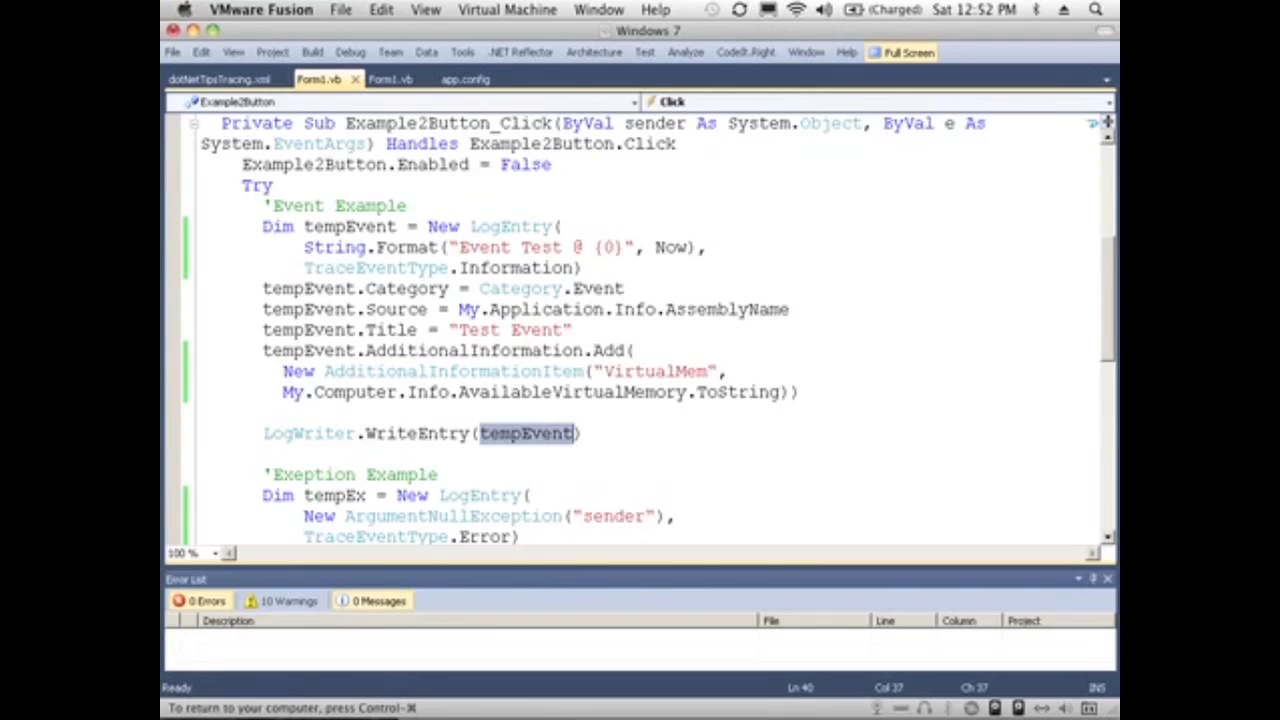 VMware Fusion File Edit View Virtual Machine Window Help (Charged) Sat 12:52 PM
Windows 7
File Edit View Project Build Debug Team Data Tools .NET Reflector Architecture Test Analyze CodeIt.Right Window Help Full Screen
dotNetTipsTracing.xml Form1.vb Form1.vb app.config
Example2Button Click
Private Sub Example2Button_Click(ByVal sender As System.Object, ByVal e As
System.EventArgs) Handles Example2Button.Click
Example2Button.Enabled = False
Try
'Event Example
Dim tempEvent = New LogEntry(
String.Format("Event Test @ {0}", Now),
TraceEventType.Information)
tempEvent.Category = Category.Event
tempEvent.Source = My.Application.Info.AssemblyName
tempEvent.Title = "Test Event"
tempEvent.AdditionalInformation.Add(
New AdditionalInformationItem("VirtualMem",
My.Computer.Info.AvailableVirtualMemory.ToString))
LogWriter.WriteEntry(tempEvent)
'Exeption Example
Dim tempEx = New LogEntry(
New ArgumentNullException("sender"),
TraceEventType.Error)
100 %
Error List
0 Errors 10 Warnings 0 Messages
Description File Line Column Project
Ready Ln 40 Col 37 Ch 37 INS
To return to your computer, press Control-⌘